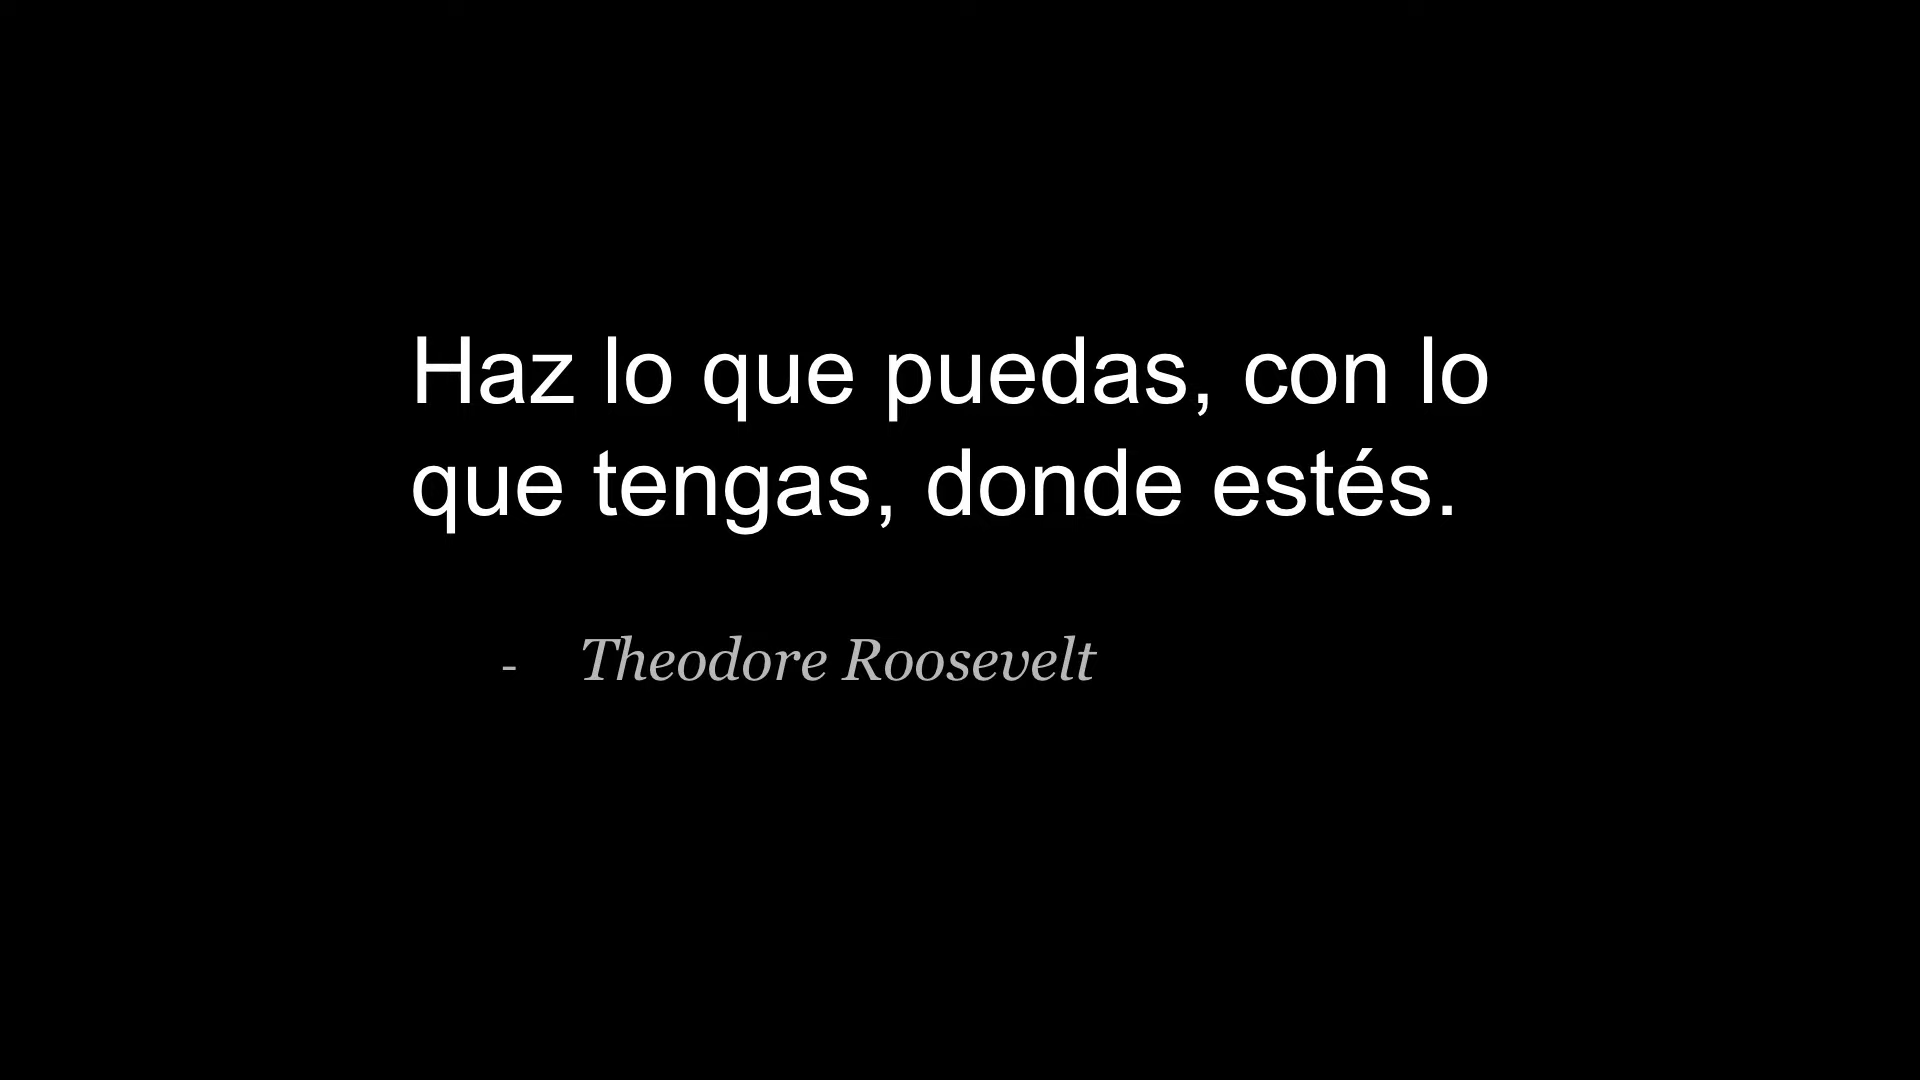 Haz lo que puedas, con lo
que tengas, donde estés.
- Theodore Roosevelt